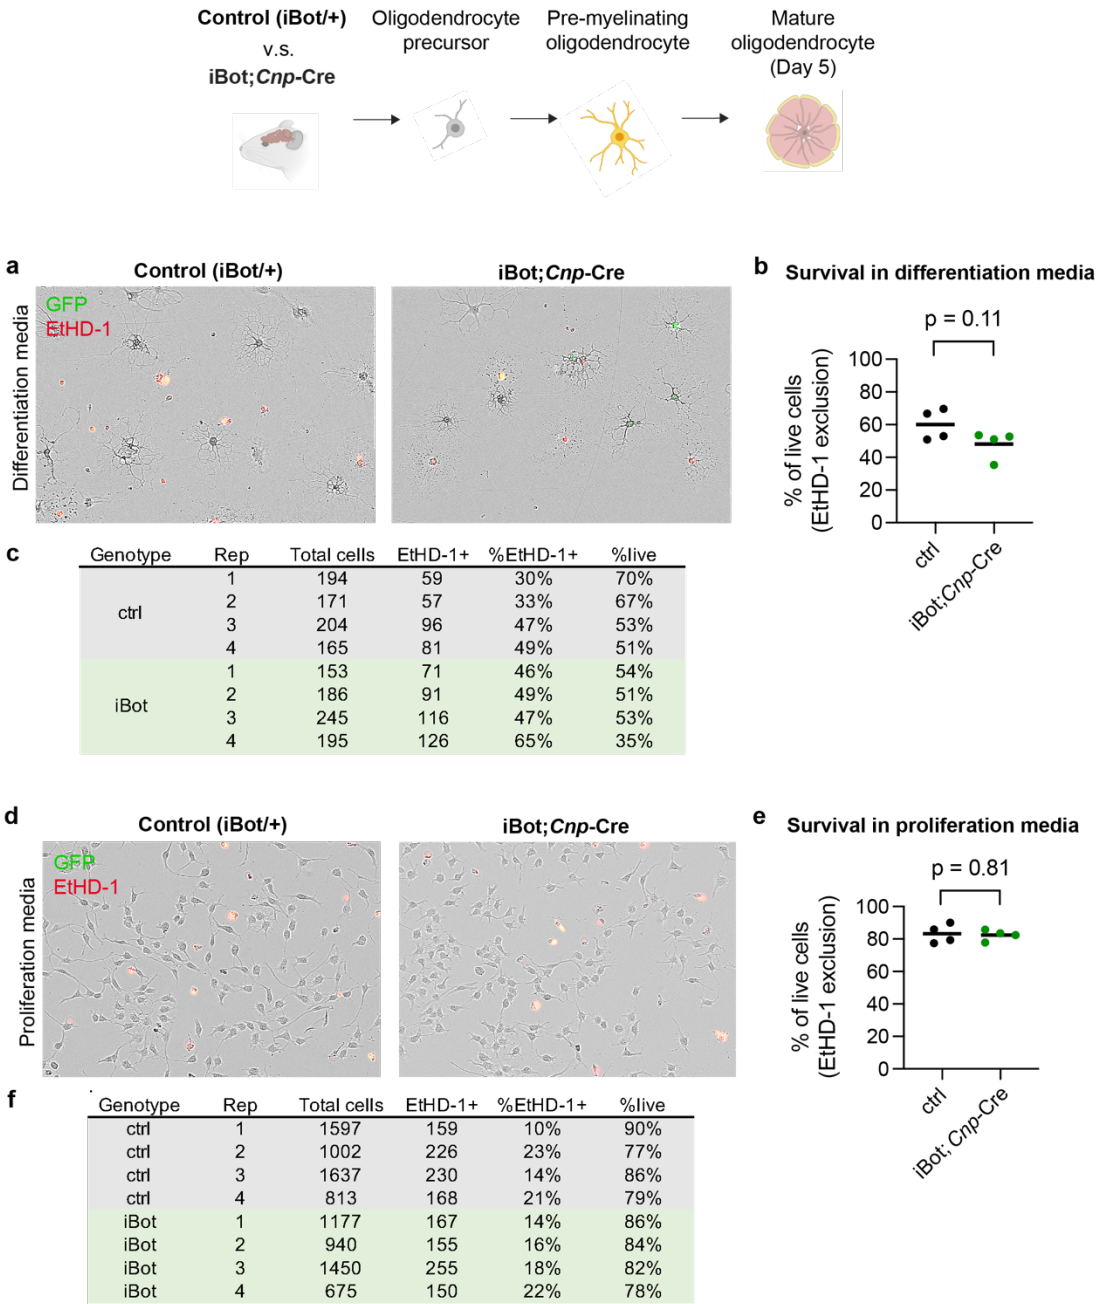 Control (iBot/+)
v.s.
iBot;Cnp-Cre
Oligodendrocyte
precursor
Pre-myelinating
oligodendrocyte
Mature
oligodendrocyte
(Day 5)
a
Control (iBot/+)
iBot;Cnp-Cre
Differentiation media
GFP
EtHD-1
b
Survival in differentiation media
p = 0.11
% of live cells
(EtHD-1 exclusion)
100
80
60
40
20
0
ctrl
iBot;Cnp-Cre
c
Genotype Rep Total cells EtHD-1+ %EtHD-1+ %live
ctrl
1 194 59 30% 70%
2 171 57 33% 67%
3 204 96 47% 53%
4 165 81 49% 51%
iBot
1 153 71 46% 54%
2 186 91 49% 51%
3 245 116 47% 53%
4 195 126 65% 35%
d
Control (iBot/+)
iBot;Cnp-Cre
Proliferation media
GFP
EtHD-1
e
Survival in proliferation media
p = 0.81
% of live cells
(EtHD-1 exclusion)
100
80
60
40
20
0
ctrl
iBot; Cnp-Cre
f
Genotype Rep Total cells EtHD-1+ %EtHD-1+ %live
ctrl 1 1597 159 10% 90%
ctrl 2 1002 226 23% 77%
ctrl 3 1637 230 14% 86%
ctrl 4 813 168 21% 79%
iBot 1 1177 167 14% 86%
iBot 2 940 155 16% 84%
iBot 3 1450 255 18% 82%
iBot 4 675 150 22% 78%